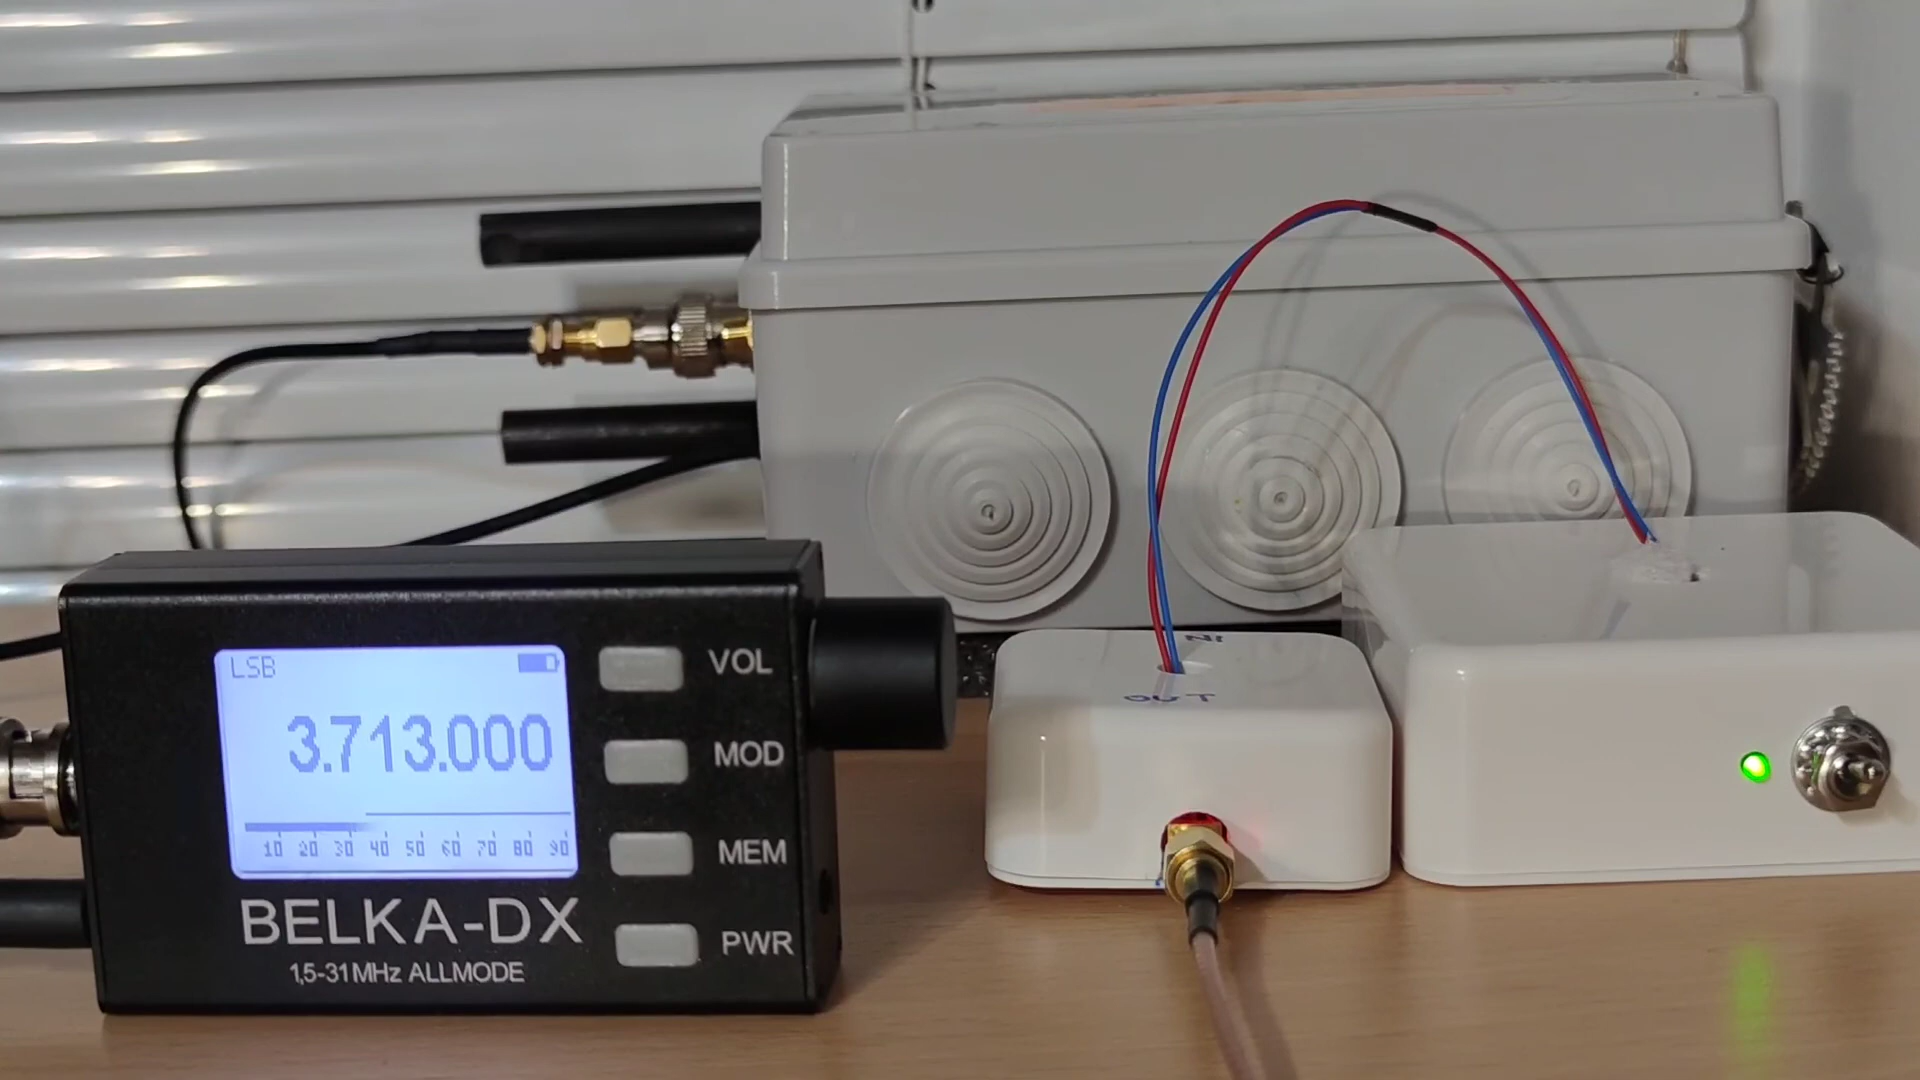 LSB
3.713.000
10 20 30 40 50 60 70 80 90
VOL
MOD
MEM
PWR
BELKA-DX
1,5-31MHz ALLMODE
IN
OUT